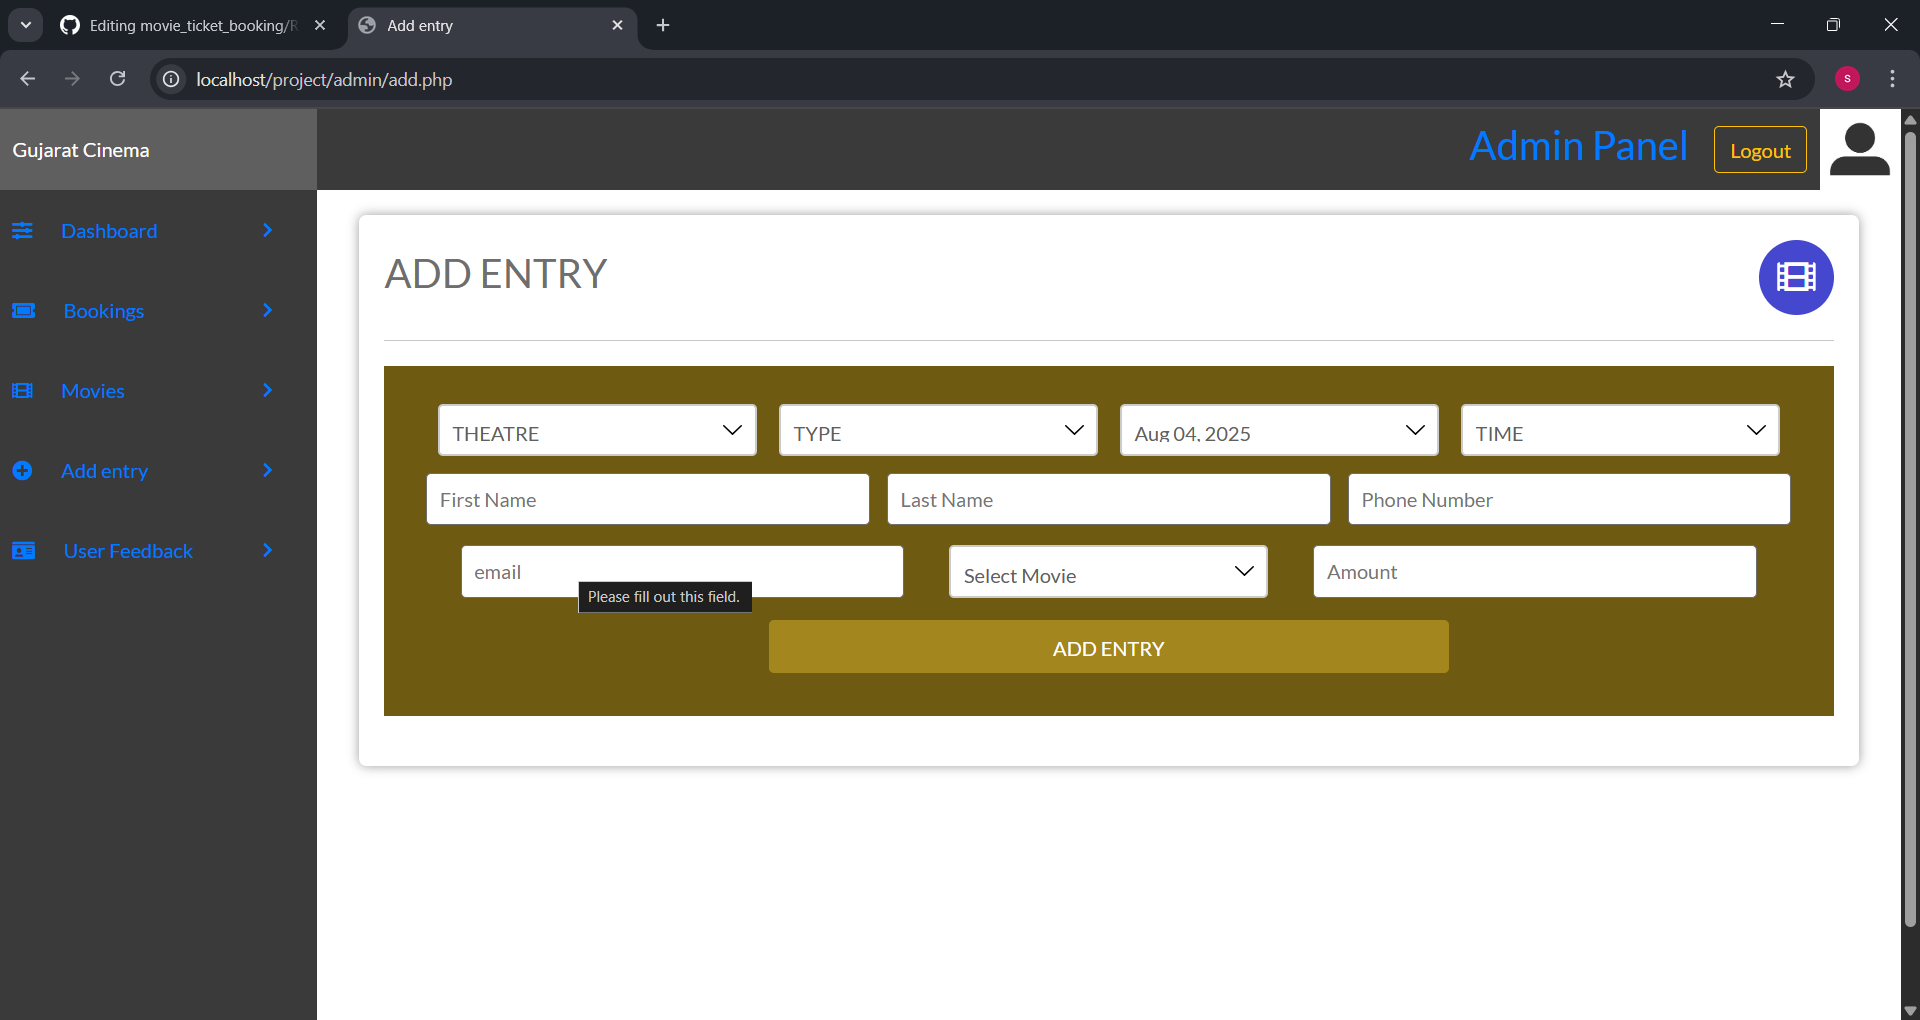 Editing movie_ticket_booking/R
Add entry
localhost/project/admin/add.php
S
Gujarat Cinema
Admin Panel
Logout
Dashboard
Bookings
Movies
Add entry
User Feedback
ADD ENTRY
THEATRE
TYPE
Aug 04, 2025
TIME
First Name
Last Name
Phone Number
email
Select Movie
Amount
Please fill out this field.
ADD ENTRY